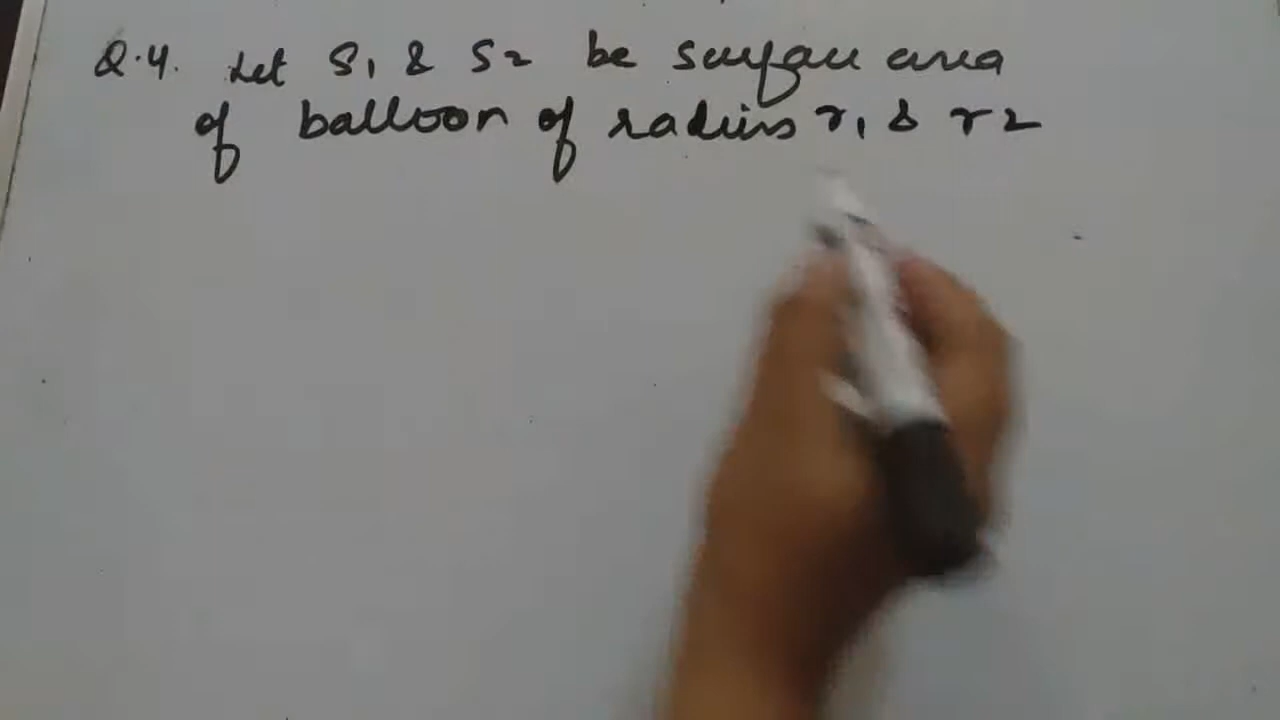 Q.4. Let S1 & S2 be surface area
of balloon of radius r1 & r2